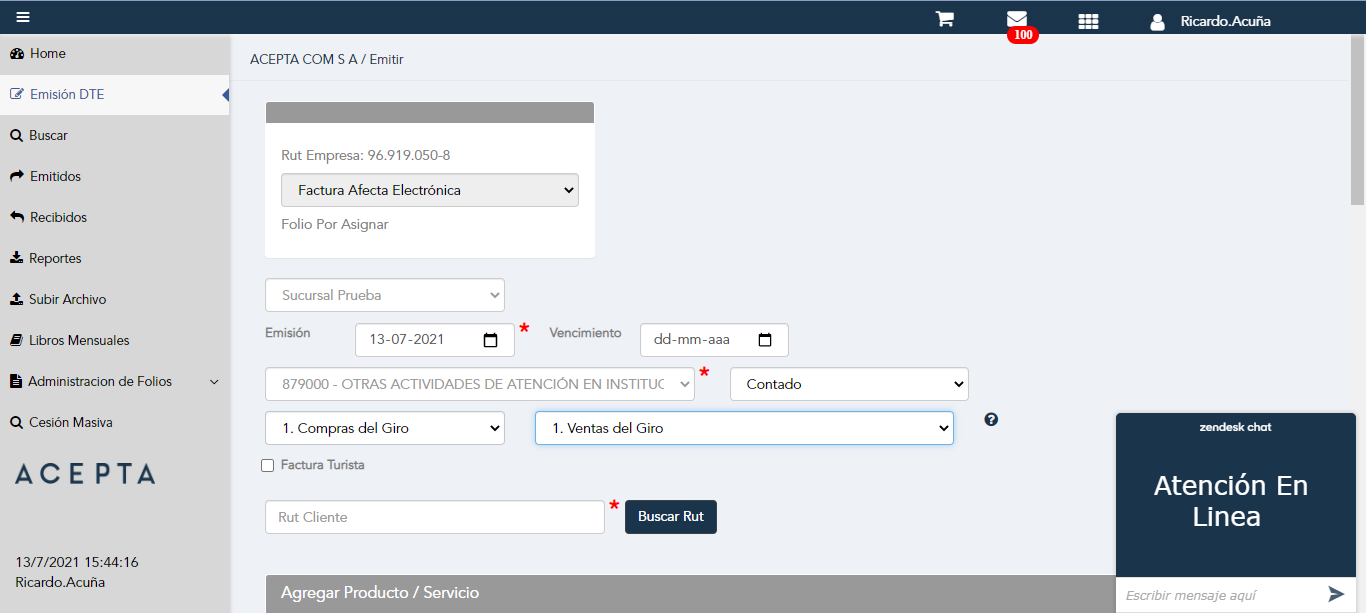 Ricardo.Acuña
100
Home
Emisión DTE
Buscar
Emitidos
Recibidos
Reportes
Subir Archivo
Libros Mensuales
Administracion de Folios
Cesión Masiva
ACEPTA
13/7/2021 15:44:16
Ricardo.Acuña
ACEPTA COM S A / Emitir
Rut Empresa: 96.919.050-8
Factura Afecta Electrónica
Folio Por Asignar
Sucursal Prueba
Emisión 13-07-2021 * Vencimiento dd-mm-aaa
879000 - OTRAS ACTIVIDADES DE ATENCIÓN EN INSTITUC * Contado
1. Compras del Giro 1. Ventas del Giro ?
Factura Turista
Rut Cliente * Buscar Rut
Agregar Producto / Servicio
zendesk chat
Atención En
Linea
Escribir mensaje aquí